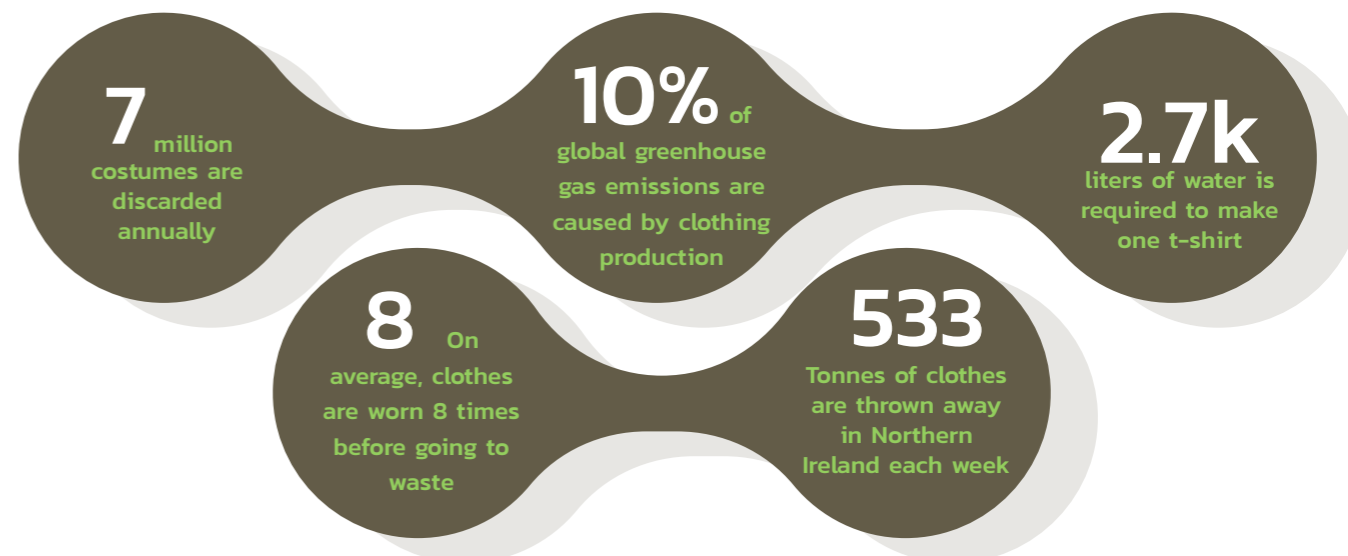 7 million
costumes are
discarded
annually
10% of
global greenhouse
gas emissions are
caused by clothing
production
2.7k
liters of water is
required to make
one t-shirt
8 On
average, clothes
are worn 8 times
before going to
waste
533
Tonnes of clothes
are thrown away
in Northern
Ireland each week